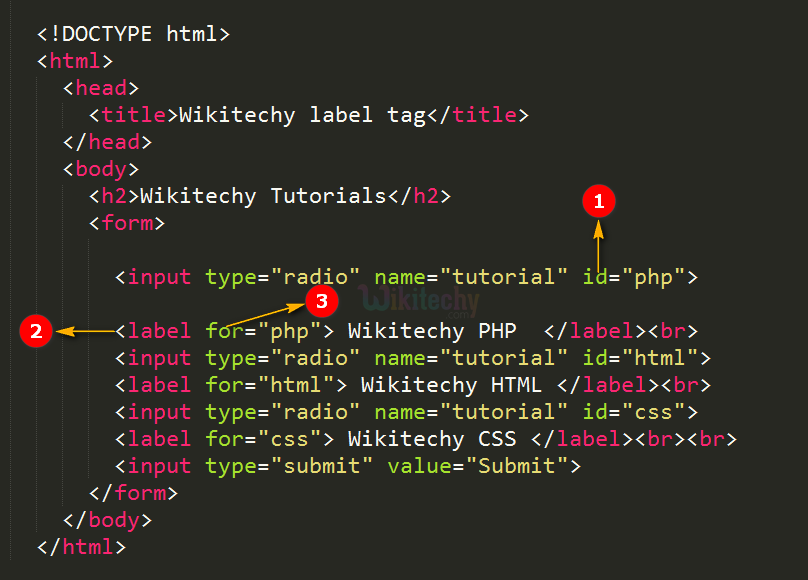 <!DOCTYPE html>
<html>
<head>
<title>Wikitechy label tag</title>
</head>
<body>
<h2>Wikitechy Tutorials</h2>
1
<form>
<input type="radio" name="tutorial" id="php">
Wikitechy
.com
3
2
<label for="php"> Wikitechy PHP  </label><br>
<input type="radio" name="tutorial" id="html">
<label for="html"> Wikitechy HTML </label><br>
<input type="radio" name="tutorial" id="css">
<label for="css"> Wikitechy CSS </label><br><br>
<input type="submit" value="Submit">
</form>
</body>
</html>